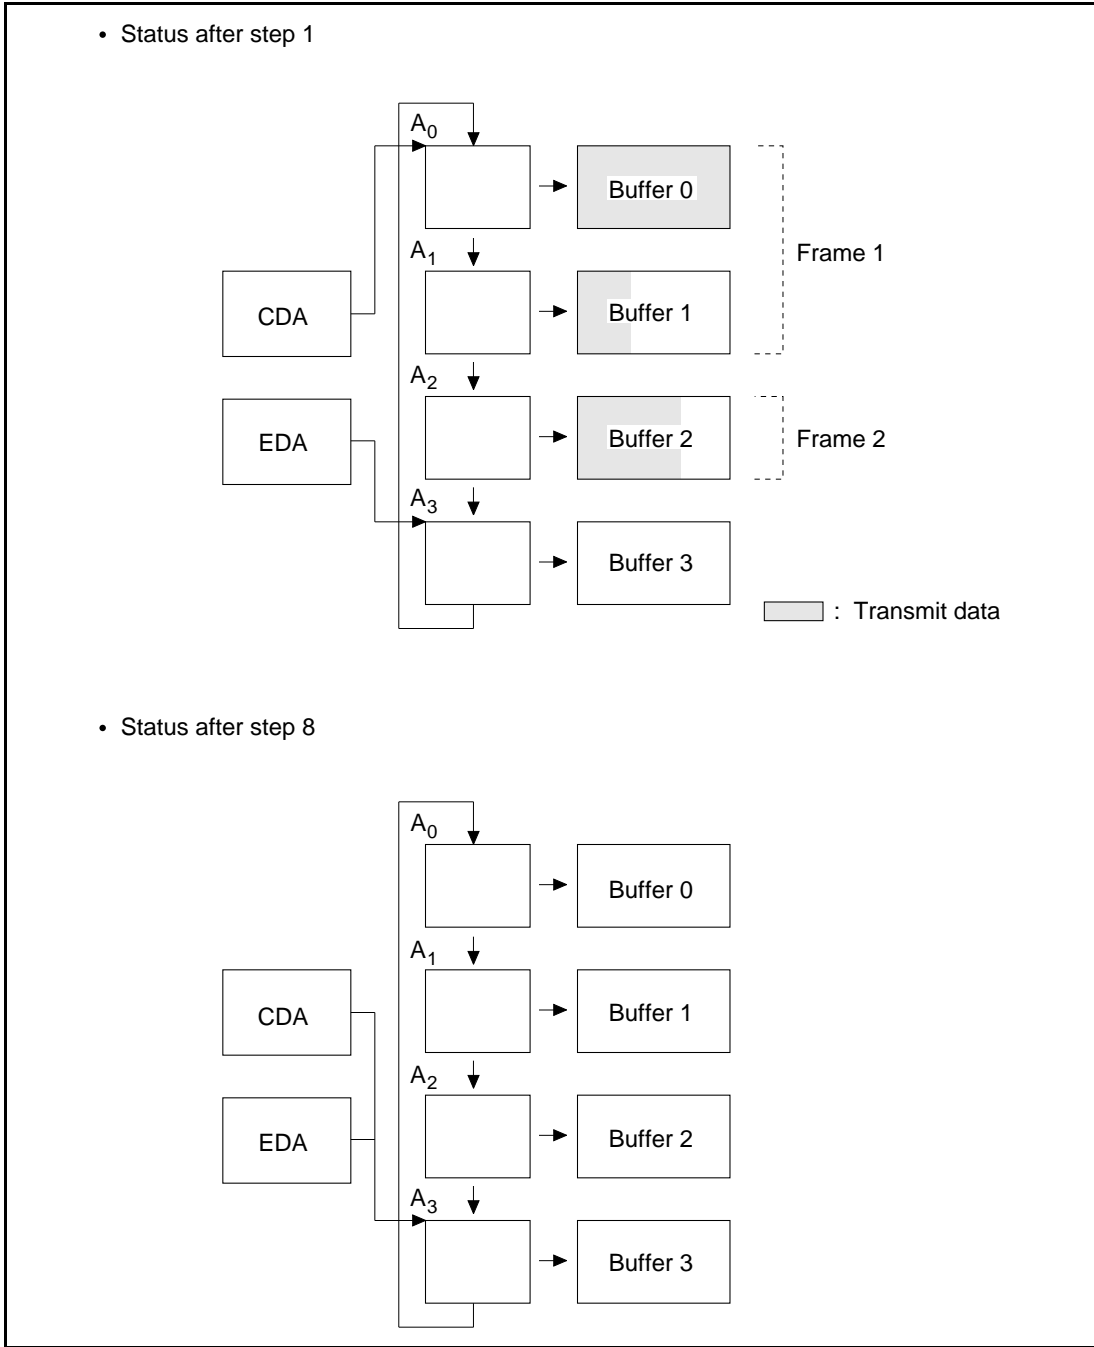 • Status after step 1
A0
Buffer 0
A1
Frame 1
CDA
Buffer 1
A2
EDA
Buffer 2
Frame 2
A3
Buffer 3
: Transmit data
• Status after step 8
A0
Buffer 0
A1
CDA
Buffer 1
A2
EDA
Buffer 2
A3
Buffer 3